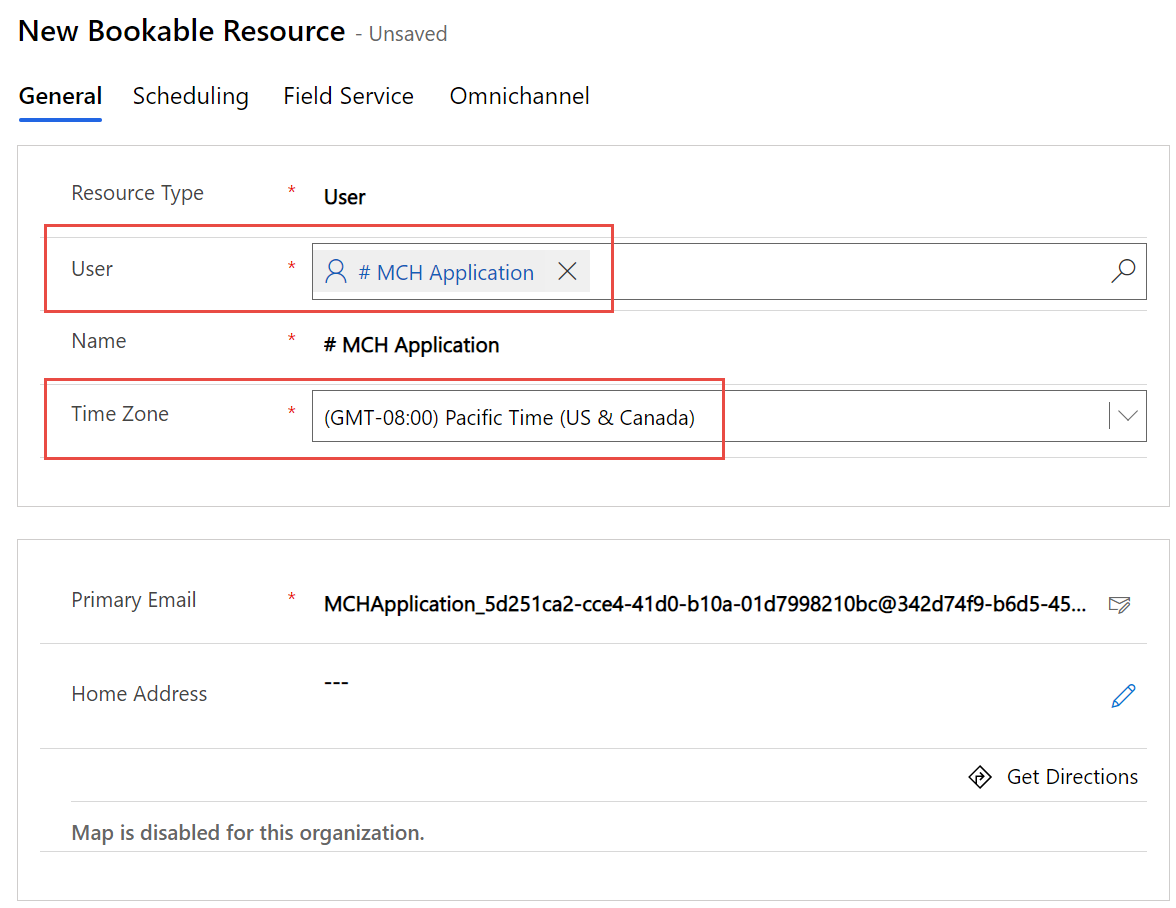 New Bookable Resource - Unsaved
General Scheduling Field Service Omnichannel
Resource Type * User
User * # MCH Application
Name * # MCH Application
Time Zone * (GMT-08:00) Pacific Time (US & Canada)
Primary Email * MCHApplication_5d251ca2-cce4-41d0-b10a-01d7998210bc@342d74f9-b6d5-45...
Home Address ---
Get Directions
Map is disabled for this organization.